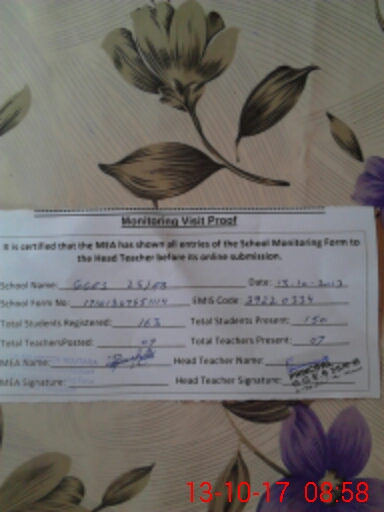 Monitoring Visit Proof
It is certified that the MEA has shown all entries of the School Monitoring Form to
the Head Teacher before its online submission.
School Name: GGPS Date: 13.10.2017
School Form No: EMIS Code: 39220334
Total Students Registered: 163 Total Students Present: 150
Total Teachers Posted: 07 Total Teachers Present: 07
MEA Name: Head Teacher Name:
MEA Signature: Head Teacher Signature:
13-10-17 08:58